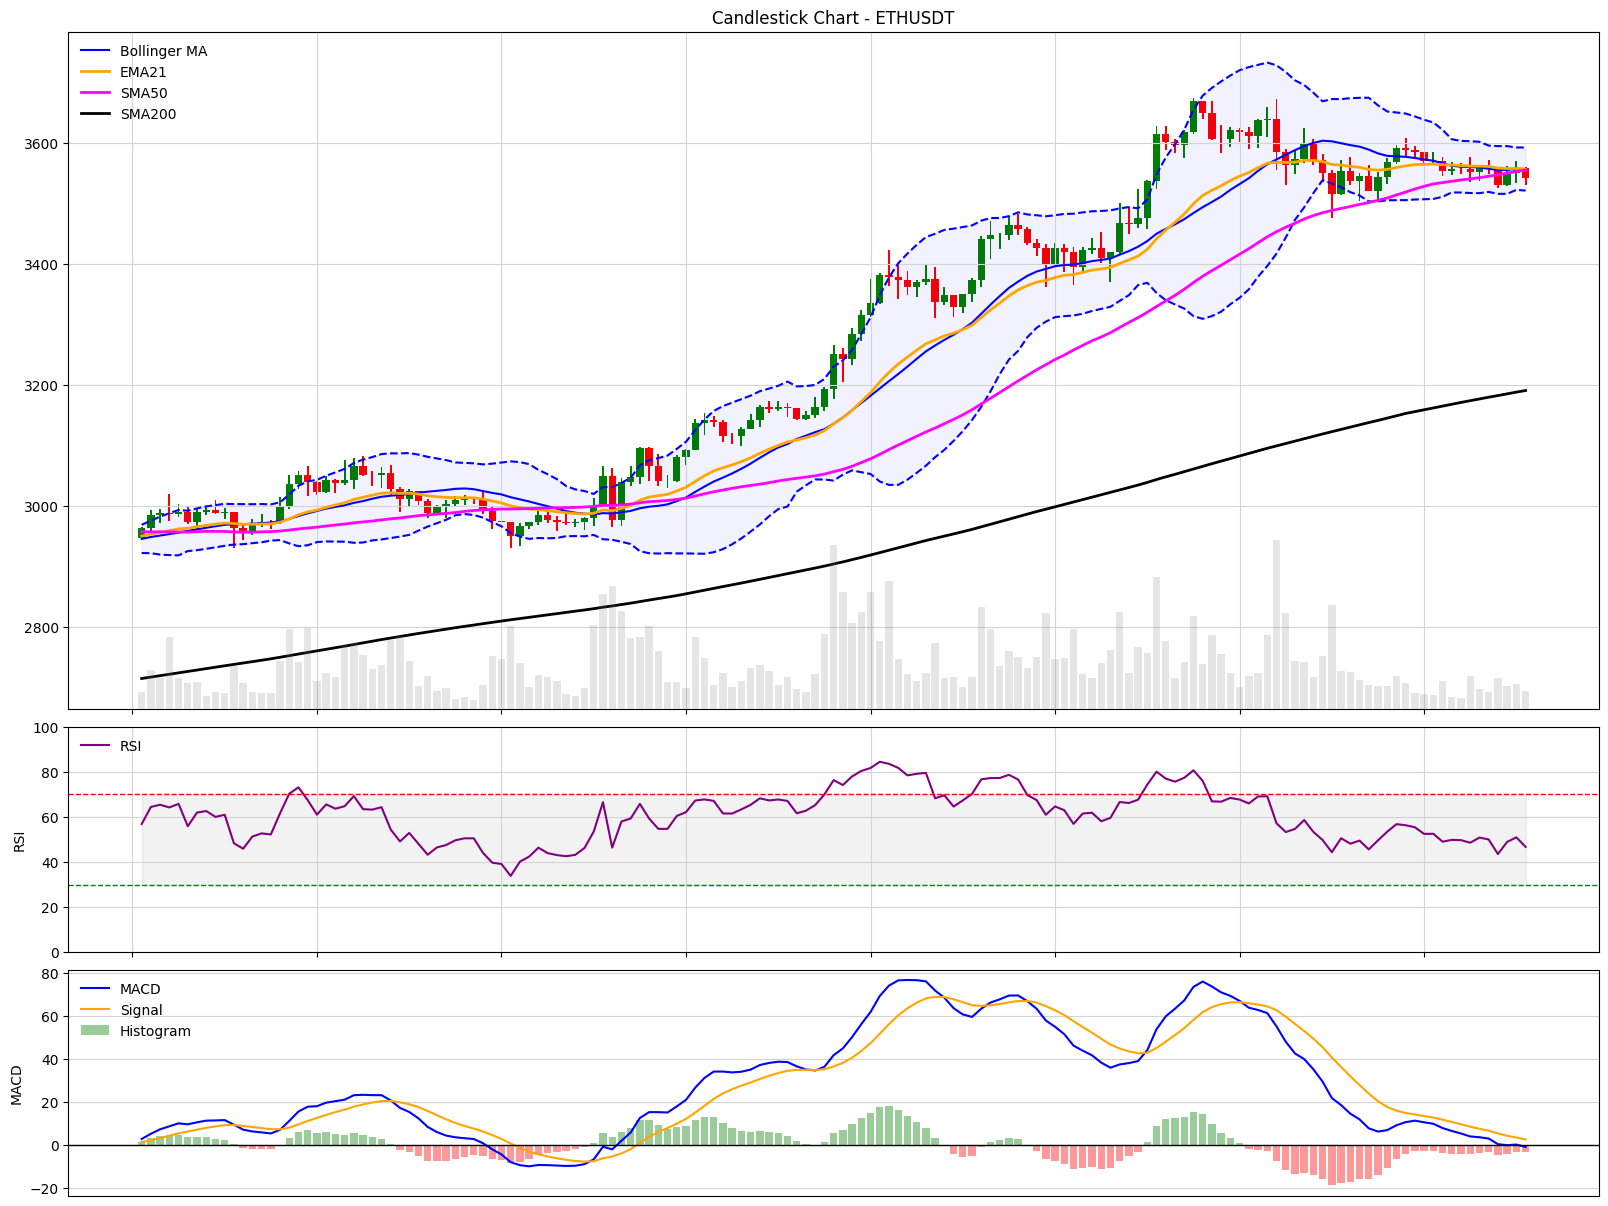 Candlestick Chart - ETHUSDT
Bollinger MA
EMA21
SMA50
SMA200
3600
3400
3200
3000
2800
100
80
60
40
20
0
RSI
RSI
80
60
40
20
0
−20
MACD
MACD
Signal
Histogram